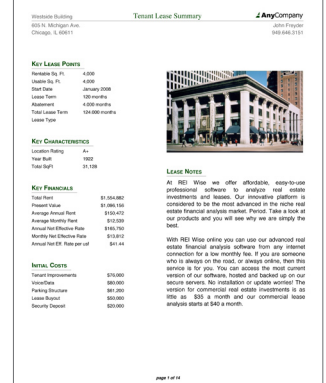 Westside Building
Tenant Lease Summary
AnyCompany
605 N. Michigan Ave.
Chicago, IL 60611
John Freyder
949.646.3151
KEY LEASE POINTS
Rentable Sq. Ft. 4,000
Usable Sq. Ft. 4,000
Start Date January 2008
Lease Term 120 months
Abatement 4.000 months
Total Lease Term 124.000 months
Lease Type
KEY CHARACTERISTICS
Location Rating A+
Year Built 1922
Total SqFt 31,128
KEY FINANCIALS
Total Rent $1,554,882
Present Value $1,086,156
Average Annual Rent $150,472
Average Monthly Rent $12,539
Annual Net Effective Rate $165,750
Monthly Net Effective Rate $13,812
Annual Net Eff. Rate per usf $41.44
INITIAL COSTS
Tenant Improvements $76,000
Voice/Data $80,000
Parking Structure $61,200
Lease Buyout $50,000
Security Deposit $20,000
LEASE NOTES
At REI Wise we offer affordable, easy-to-use
professional software to analyze real estate
investments and leases. Our innovative platform is
considered to be the most advanced in the niche real
estate financial analysis market. Period. Take a look at
our products and you will see why we are simply the
best.
With REI Wise online you can use our advanced real
estate financial analysis software from any internet
connection for a low monthly fee. If you are someone
who is always on the road, or always online, then this
service is for you. You can access the most current
version of our software, hosted and backed up on our
secure servers. No installation or update worries! The
version for commercial real estate investments is as
little as $35 a month and our commercial lease
analysis starts at $40 a month.
page 1 of 14